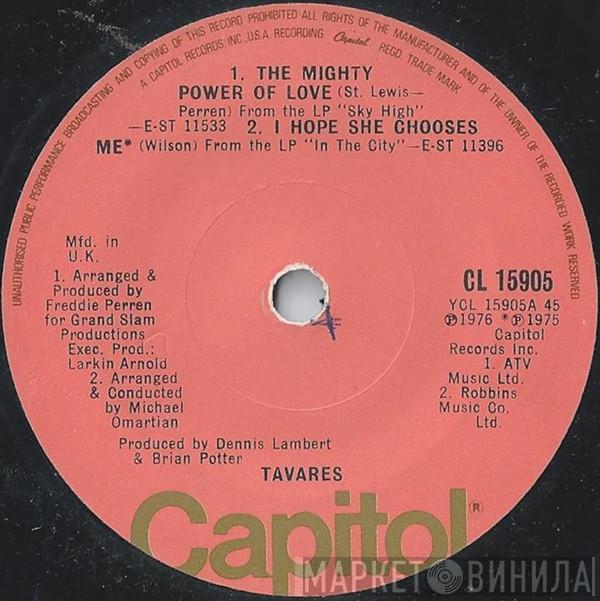 UNAUTHORISED PUBLIC PERFORMANCE BROADCASTING AND COPYING OF THIS RECORD PROHIBITED ALL RIGHTS OF THE MANUFACTURER AND OF THE OWNER OF THE RECORDED WORK RESERVED
A CAPITOL RECORDS, INC., U.S.A. RECORDING Capitol REGD. TRADE MARK
1. THE MIGHTY
POWER OF LOVE (St. Lewis—
Perren) From the LP "Sky High"
—E-ST 11533 2. I HOPE SHE CHOOSES
ME* (Wilson) From the LP "In The City"—E-ST 11396
Mfd. in
U.K.
1. Arranged &
Produced by
Freddie Perren
for Grand Slam
Productions
Exec. Prod.:
Larkin Arnold
2. Arranged
& Conducted
by Michael
Omartian
Produced by Dennis Lambert
& Brian Potter
CL 15905
YCL 15905A 45
Ⓟ1976 *Ⓟ1975
Capitol
Records Inc.
1. ATV
Music Ltd.
2. Robbins
Music Co.
Ltd.
TAVARES
Capitol (R)
МАРКЕТ ВИНИЛА